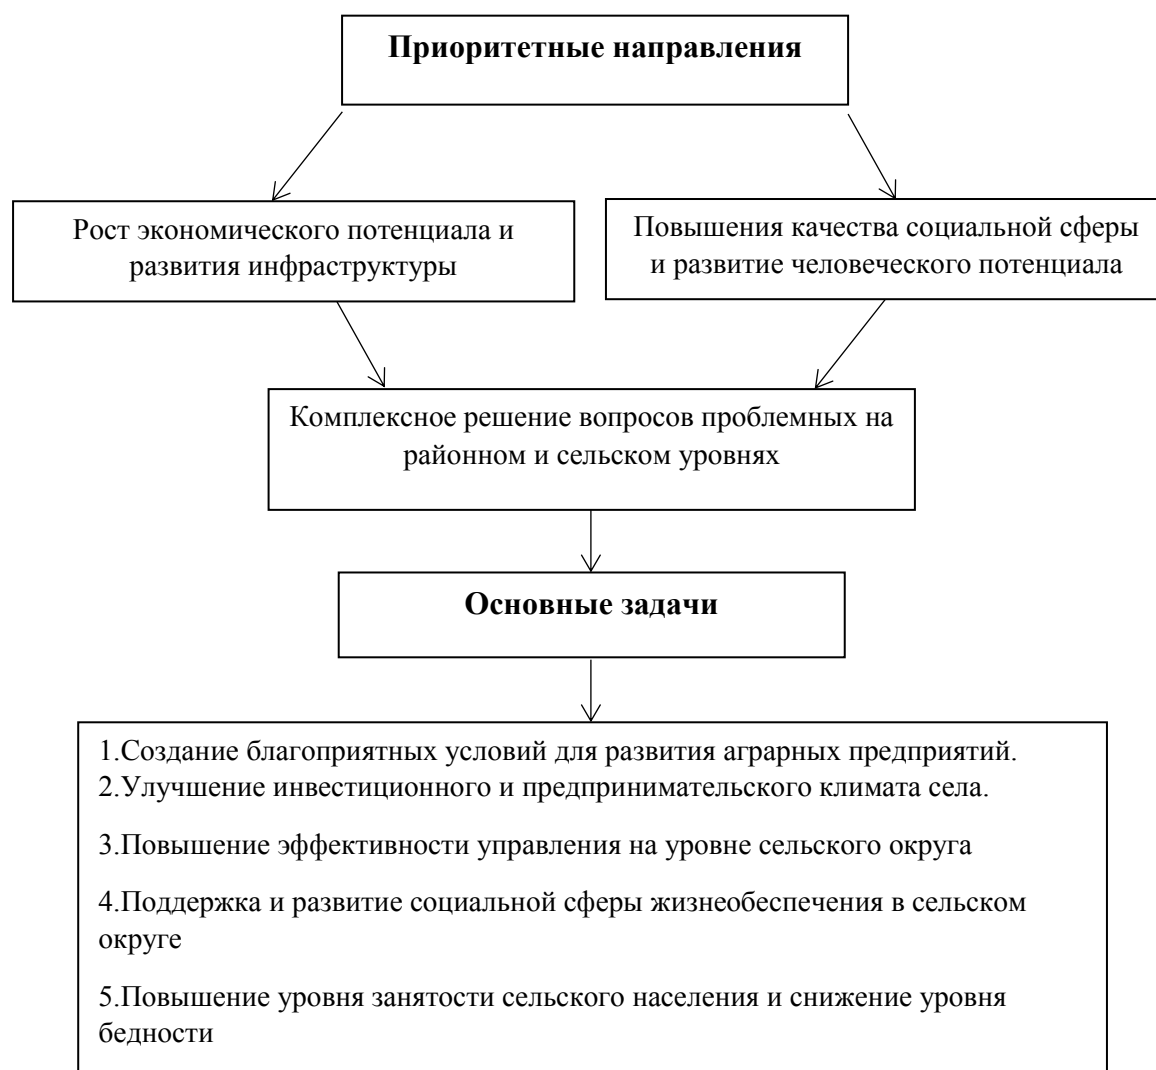 Приоритетные направления
Рост экономического потенциала и
развития инфраструктуры
Повышения качества социальной сферы
и развитие человеческого потенциала
Комплексное решение вопросов проблемных на
районном и сельском уровнях
Основные задачи
1.Создание благоприятных условий для развития аграрных предприятий.
2.Улучшение инвестиционного и предпринимательского климата села.
3.Повышение эффективности управления на уровне сельского округа
4.Поддержка и развитие социальной сферы жизнеобеспечения в сельском
округе
5.Повышение уровня занятости сельского населения и снижение уровня
бедности